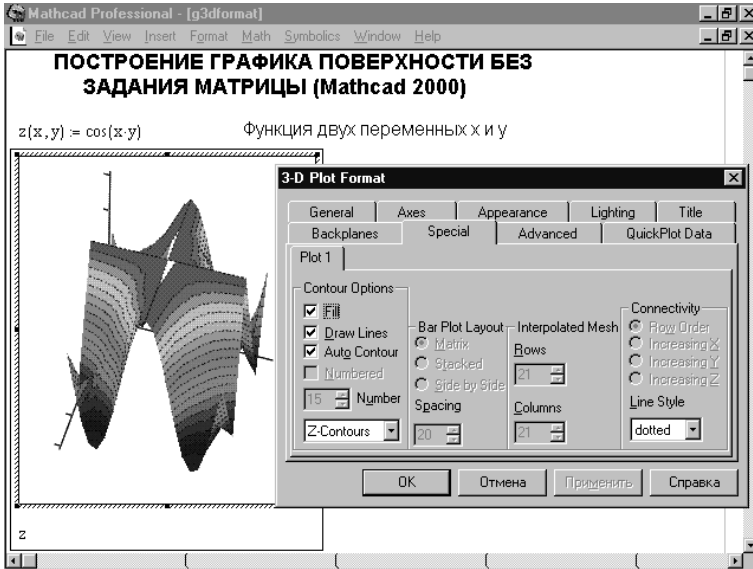 Mathcad Professional - [g3dformat]
File Edit View Insert Format Math Symbolics Window Help
ПОСТРОЕНИЕ ГРАФИКА ПОВЕРХНОСТИ БЕЗ
ЗАДАНИЯ МАТРИЦЫ (Mathcad 2000)
z(x,y) := cos(x·y)
Функция двух переменных x и y
3-D Plot Format
General Axes Appearance Lighting Title
Backplanes Special Advanced QuickPlot Data
Plot 1
Contour Options
Fill
Draw Lines
Auto Contour
Numbered
15 Number
Z-Contours
Bar Plot Layout
Matrix
Stacked
Side by Side
Spacing
20
Interpolated Mesh
Rows
21
Columns
21
Connectivity
Row Order
Increasing X
Increasing Y
Increasing Z
Line Style
dotted
OK Отмена Применить Справка
z